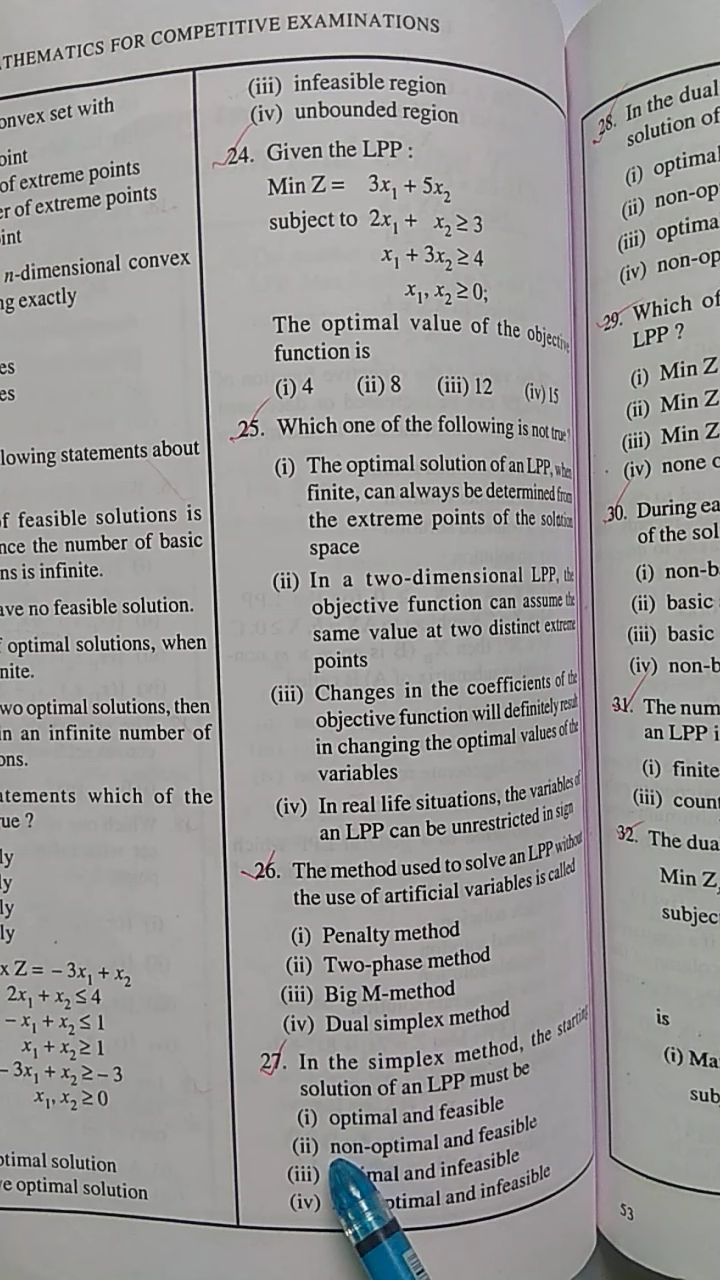 THEMATICS FOR COMPETITIVE EXAMINATIONS
onvex set with
oint
of extreme points
er of extreme points
int
n-dimensional convex
ng exactly
es
es
lowing statements about
f feasible solutions is
nce the number of basic
ns is infinite.
ave no feasible solution.
f optimal solutions, when
nite.
wo optimal solutions, then
in an infinite number of
ons.
atements which of the
ue ?
ly
ly
ly
ly
x Z = – 3x₁ + x₂
2x₁ + x₂ ≤ 4
– x₁ + x₂ ≤ 1
x₁ + x₂ ≥ 1
– 3x₁ + x₂ ≥ – 3
x₁, x₂ ≥ 0
otimal solution
e optimal solution
(iii) infeasible region
(iv) unbounded region
24. Given the LPP :
Min Z = 3x₁ + 5x₂
subject to 2x₁ + x₂ ≥ 3
x₁ + 3x₂ ≥ 4
x₁, x₂ ≥ 0;
The optimal value of the objective
function is
(i) 4 (ii) 8 (iii) 12 (iv) 15
25. Which one of the following is not true?
(i) The optimal solution of an LPP, when
finite, can always be determined from
the extreme points of the solution
space
(ii) In a two-dimensional LPP, the
objective function can assume the
same value at two distinct extreme
points
(iii) Changes in the coefficients of the
objective function will definitely result
in changing the optimal values of the
variables
(iv) In real life situations, the variables of
an LPP can be unrestricted in sign
26. The method used to solve an LPP without
the use of artificial variables is called
(i) Penalty method
(ii) Two-phase method
(iii) Big M-method
(iv) Dual simplex method
27. In the simplex method, the starting
solution of an LPP must be
(i) optimal and feasible
(ii) non-optimal and feasible
(iii) imal and infeasible
(iv) optimal and infeasible
28. In the dual
solution of
(i) optimal
(ii) non-op
(iii) optima
(iv) non-op
29. Which of
LPP ?
(i) Min Z
(ii) Min Z
(iii) Min Z
(iv) none o
30. During ea
of the sol
(i) non-b
(ii) basic
(iii) basic
(iv) non-b
31. The num
an LPP i
(i) finite
(iii) count
32. The dua
Min Z
subjec
is
(i) Ma
sub
53